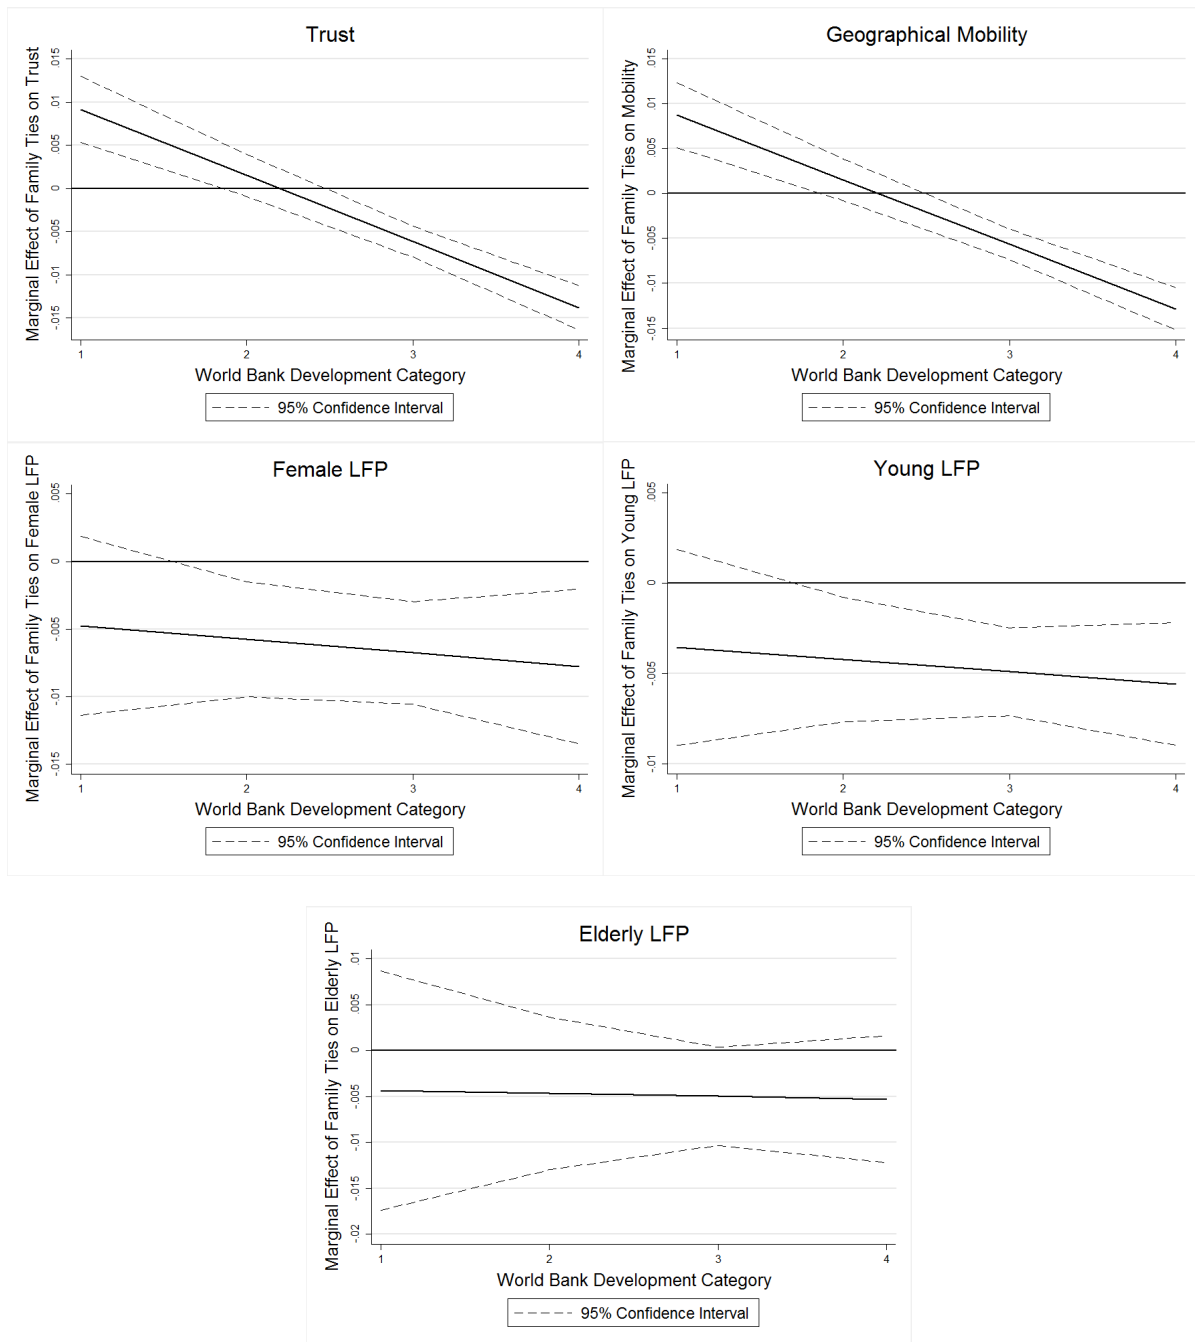 Trust
Marginal Effect of Family Ties on Trust
.015
.01
.005
0
-.005
-.01
-.015
1 2 3 4
World Bank Development Category
95% Confidence Interval
Geographical Mobility
Marginal Effect of Family Ties on Mobility
.015
.01
.005
0
-.005
-.01
-.015
1 2 3 4
World Bank Development Category
95% Confidence Interval
Female LFP
Marginal Effect of Family Ties on Female LFP
.005
0
-.005
-.01
-.015
1 2 3 4
World Bank Development Category
95% Confidence Interval
Young LFP
Marginal Effect of Family Ties on Young LFP
.005
0
-.005
-.01
1 2 3 4
World Bank Development Category
95% Confidence Interval
Elderly LFP
Marginal Effect of Family Ties on Elderly LFP
.01
.005
0
-.005
-.01
-.015
-.02
1 2 3 4
World Bank Development Category
95% Confidence Interval